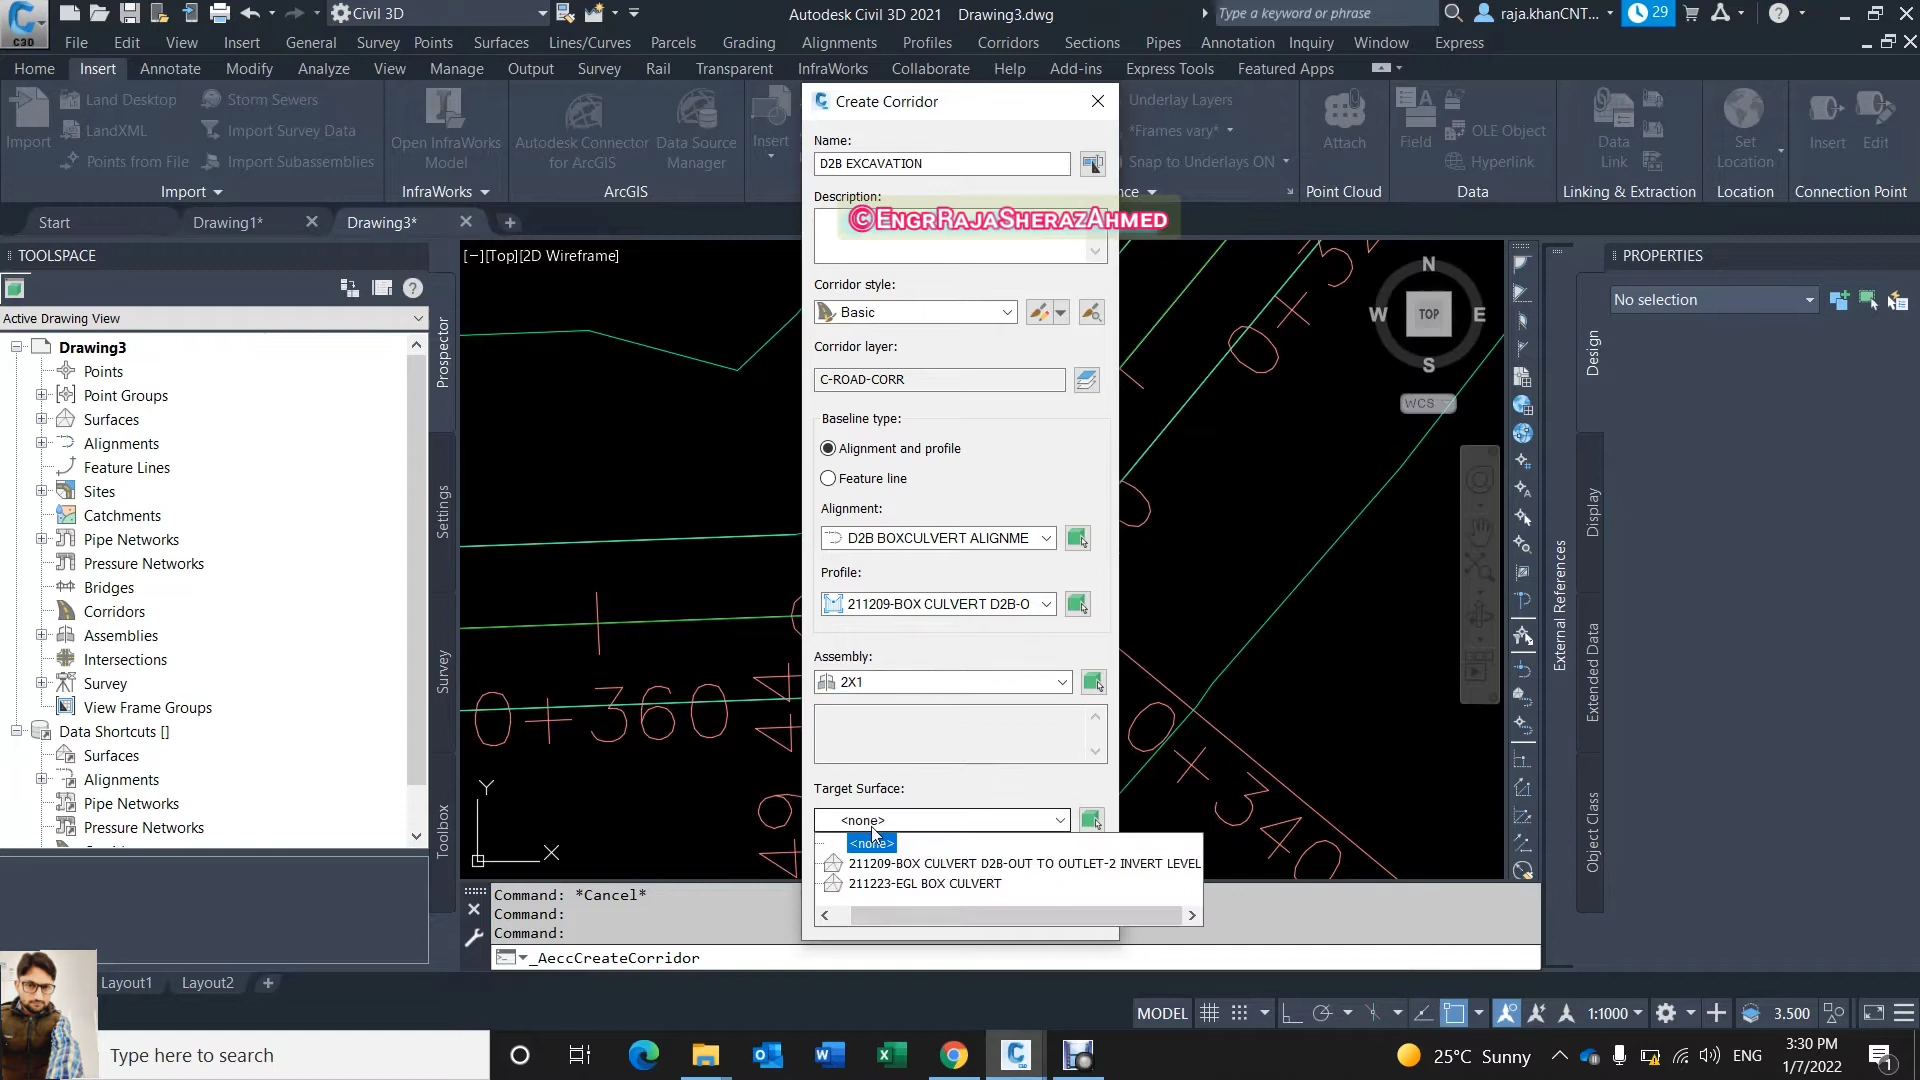 Civil 3D
Autodesk Civil 3D 2021 Drawing3.dwg
Type a keyword or phrase
raja.khanCNT...
29
C3D
File Edit View Insert General Survey Points Surfaces Lines/Curves Parcels Grading Alignments Profiles Corridors Sections Pipes Annotation Inquiry Window Express
Home Insert Annotate Modify Analyze View Manage Output Survey Rail Transparent InfraWorks Collaborate Help Add-ins Express Tools Featured Apps
Import
Land Desktop
LandXML
Points from File
Storm Sewers
Import Survey Data
Import Subassemblies
Import
Open InfraWorks
Model
InfraWorks
Autodesk Connector
for ArcGIS
Data Source
Manager
ArcGIS
Insert
Underlay Layers
*Frames vary*
Snap to Underlays ON
nce
Attach
Point Cloud
Field
OLE Object
Hyperlink
Data
Data
Link
Linking & Extraction
Set
Location
Location
Insert Edit
Connection Point
Start Drawing1* Drawing3*
TOOLSPACE
Active Drawing View
Drawing3
Points
Point Groups
Surfaces
Alignments
Feature Lines
Sites
Catchments
Pipe Networks
Pressure Networks
Bridges
Corridors
Assemblies
Intersections
Survey
View Frame Groups
Data Shortcuts []
Surfaces
Alignments
Pipe Networks
Pressure Networks
Prospector
Settings
Survey
Toolbox
[−][Top][2D Wireframe]
0+360
0+340
Y
X
N
W TOP E
S
WCS
Create Corridor
Name:
D2B EXCAVATION
Description:
©EngrRajaSherazAhmed
Corridor style:
Basic
Corridor layer:
C-ROAD-CORR
Baseline type:
Alignment and profile
Feature line
Alignment:
D2B BOXCULVERT ALIGNME
Profile:
211209-BOX CULVERT D2B-O
Assembly:
2X1
Target Surface:
<none>
<none>
211209-BOX CULVERT D2B-OUT TO OUTLET-2 INVERT LEVEL
211223-EGL BOX CULVERT
Command: *Cancel*
Command:
Command:
_AeccCreateCorridor
PROPERTIES
No selection
Design
Display
External References
Extended Data
Object Class
Layout1 Layout2
MODEL
1:1000
3.500
Type here to search
25°C Sunny
ENG
3:30 PM
1/7/2022
1